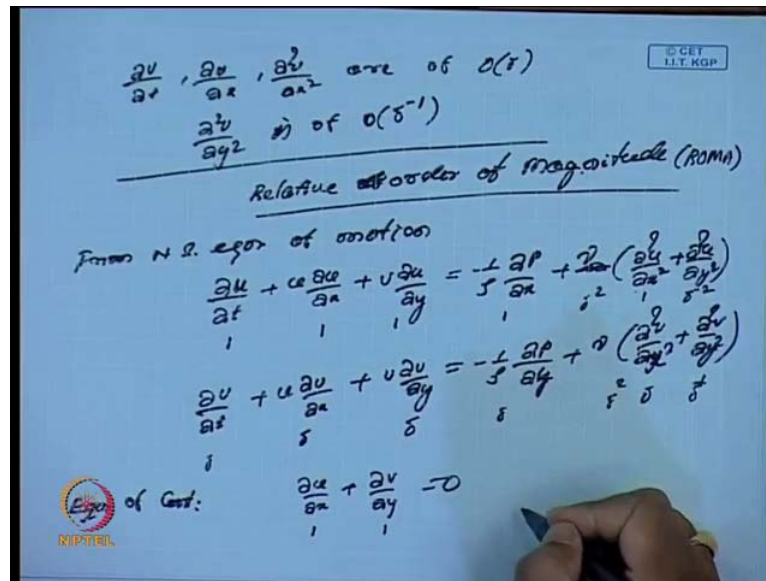 © CET
I.I.T. KGP
∂v/∂t , ∂v/∂x , ∂²v/∂x² are of O(δ)
∂²v/∂y² is of O(δ⁻¹)
Relative order of Magnitude (ROMA)
From N S. eqn of motion
∂u/∂t + u ∂u/∂x + v ∂u/∂y = -1/ρ ∂P/∂x + ν (∂²u/∂x² + ∂²u/∂y²)
1 1 1 1 δ² 1 δ⁻²
∂v/∂t + u ∂v/∂x + v ∂v/∂y = -1/ρ ∂P/∂y + ν (∂²v/∂x² + ∂²v/∂y²)
δ δ δ δ δ² δ δ⁻¹
Eqn of Cont: ∂u/∂x + ∂v/∂y = 0
1 1
NPTEL